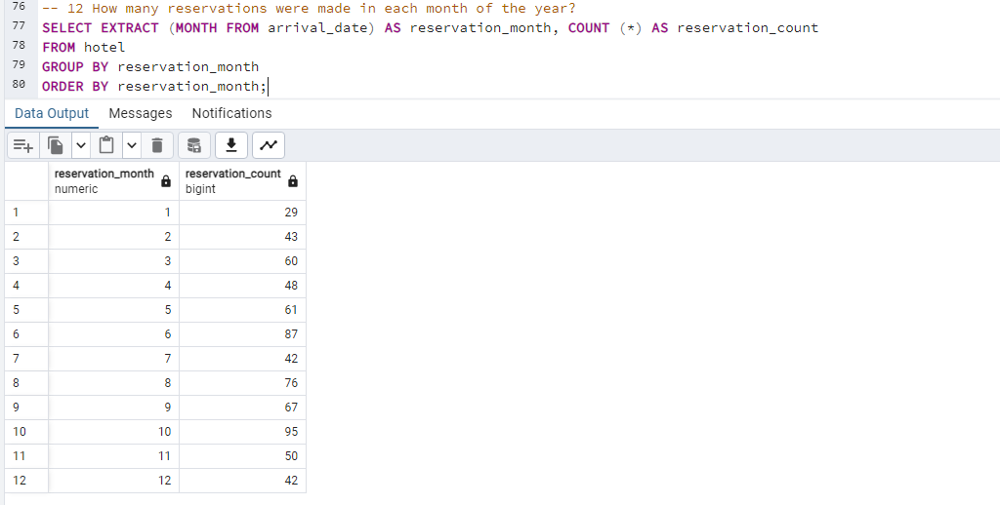 76 -- 12 How many reservations were made in each month of the year?
77 SELECT EXTRACT (MONTH FROM arrival_date) AS reservation_month, COUNT (*) AS reservation_count
78 FROM hotel
79 GROUP BY reservation_month
80 ORDER BY reservation_month;
Data Output Messages Notifications
reservation_month reservation_count
numeric bigint
1 1 29
2 2 43
3 3 60
4 4 48
5 5 61
6 6 87
7 7 42
8 8 76
9 9 67
10 10 95
11 11 50
12 12 42